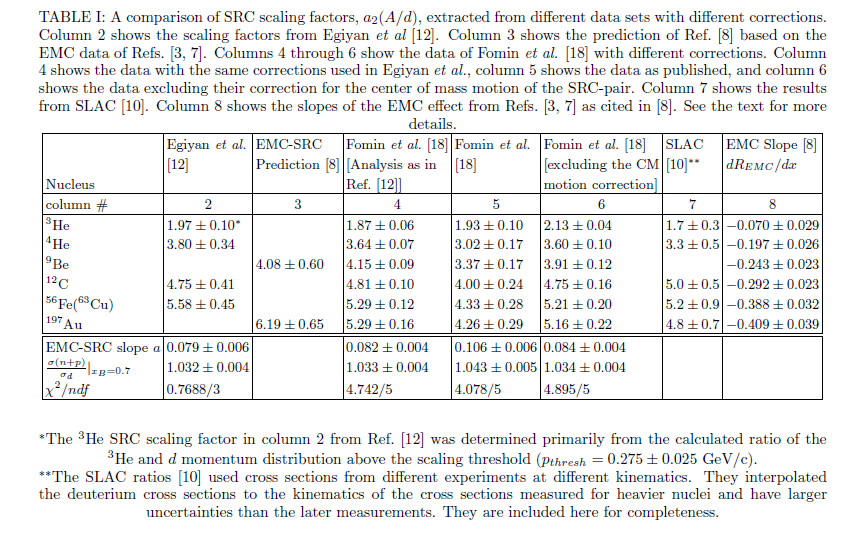 TABLE I: A comparison of SRC scaling factors, a₂(A/d), extracted from different data sets with different corrections.
Column 2 shows the scaling factors from Egiyan et al [12]. Column 3 shows the prediction of Ref. [8] based on the
EMC data of Refs. [3, 7]. Columns 4 through 6 show the data of Fomin et al. [18] with different corrections. Column
4 shows the data with the same corrections used in Egiyan et al., column 5 shows the data as published, and column 6
shows the data excluding their correction for the center of mass motion of the SRC-pair. Column 7 shows the results
from SLAC [10]. Column 8 shows the slopes of the EMC effect from Refs. [3, 7] as cited in [8]. See the text for more
details.
Egiyan et al. EMC-SRC Fomin et al. [18] Fomin et al. Fomin et al. [18] SLAC EMC Slope [8]
[12] Prediction [8] [Analysis as in [18] [excluding the CM [10]** dR_EMC/dx
Nucleus Ref. [12]] motion correction]
column # 2 3 4 5 6 7 8
³He 1.97 ± 0.10* 1.87 ± 0.06 1.93 ± 0.10 2.13 ± 0.04 1.7 ± 0.3 −0.070 ± 0.029
⁴He 3.80 ± 0.34 3.64 ± 0.07 3.02 ± 0.17 3.60 ± 0.10 3.3 ± 0.5 −0.197 ± 0.026
⁹Be 4.08 ± 0.60 4.15 ± 0.09 3.37 ± 0.17 3.91 ± 0.12 −0.243 ± 0.023
¹²C 4.75 ± 0.41 4.81 ± 0.10 4.00 ± 0.24 4.75 ± 0.16 5.0 ± 0.5 −0.292 ± 0.023
⁵⁶Fe(⁶³Cu) 5.58 ± 0.45 5.29 ± 0.12 4.33 ± 0.28 5.21 ± 0.20 5.2 ± 0.9 −0.388 ± 0.032
¹⁹⁷Au 6.19 ± 0.65 5.29 ± 0.16 4.26 ± 0.29 5.16 ± 0.22 4.8 ± 0.7 −0.409 ± 0.039
EMC-SRC slope a 0.079 ± 0.006 0.082 ± 0.004 0.106 ± 0.006 0.084 ± 0.004
σ(n+p)/σ_d|x_B=0.7 1.032 ± 0.004 1.033 ± 0.004 1.043 ± 0.005 1.034 ± 0.004
χ²/ndf 0.7688/3 4.742/5 4.078/5 4.895/5
*The ³He SRC scaling factor in column 2 from Ref. [12] was determined primarily from the calculated ratio of the
³He and d momentum distribution above the scaling threshold (p_thresh = 0.275 ± 0.025 GeV/c).
**The SLAC ratios [10] used cross sections from different experiments at different kinematics. They interpolated
the deuterium cross sections to the kinematics of the cross sections measured for heavier nuclei and have larger
uncertainties than the later measurements. They are included here for completeness.